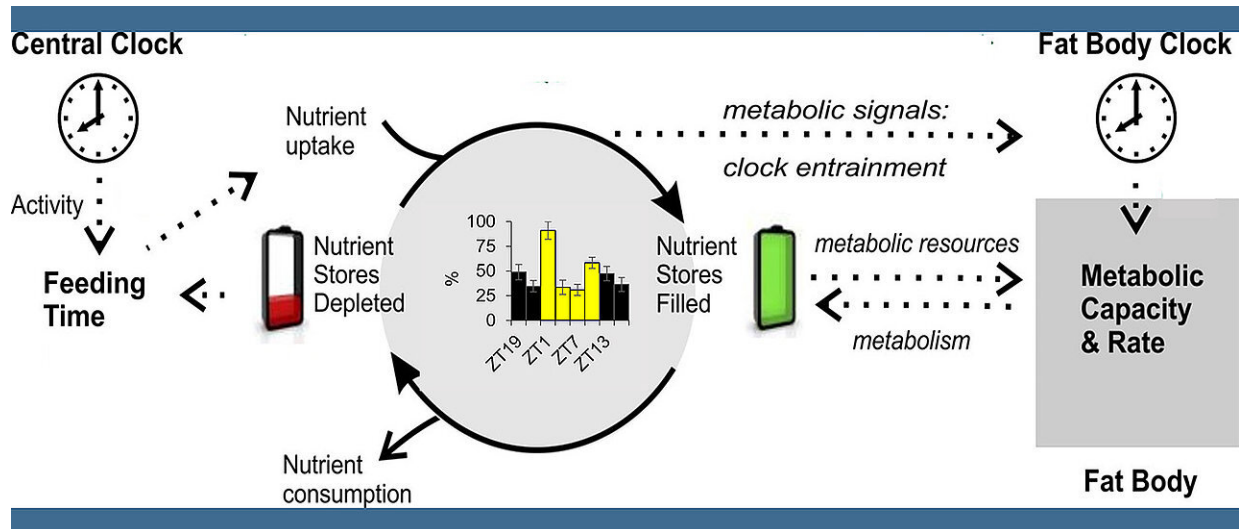 Central Clock
Fat Body Clock
Nutrient
uptake
metabolic signals:
clock entrainment
Activity
Feeding
Time
Nutrient
Stores
Depleted
100
75
50
25
0
%
ZT19
ZT1
ZT7
ZT13
Nutrient
Stores
Filled
metabolic resources
metabolism
Metabolic
Capacity
& Rate
Nutrient
consumption
Fat Body